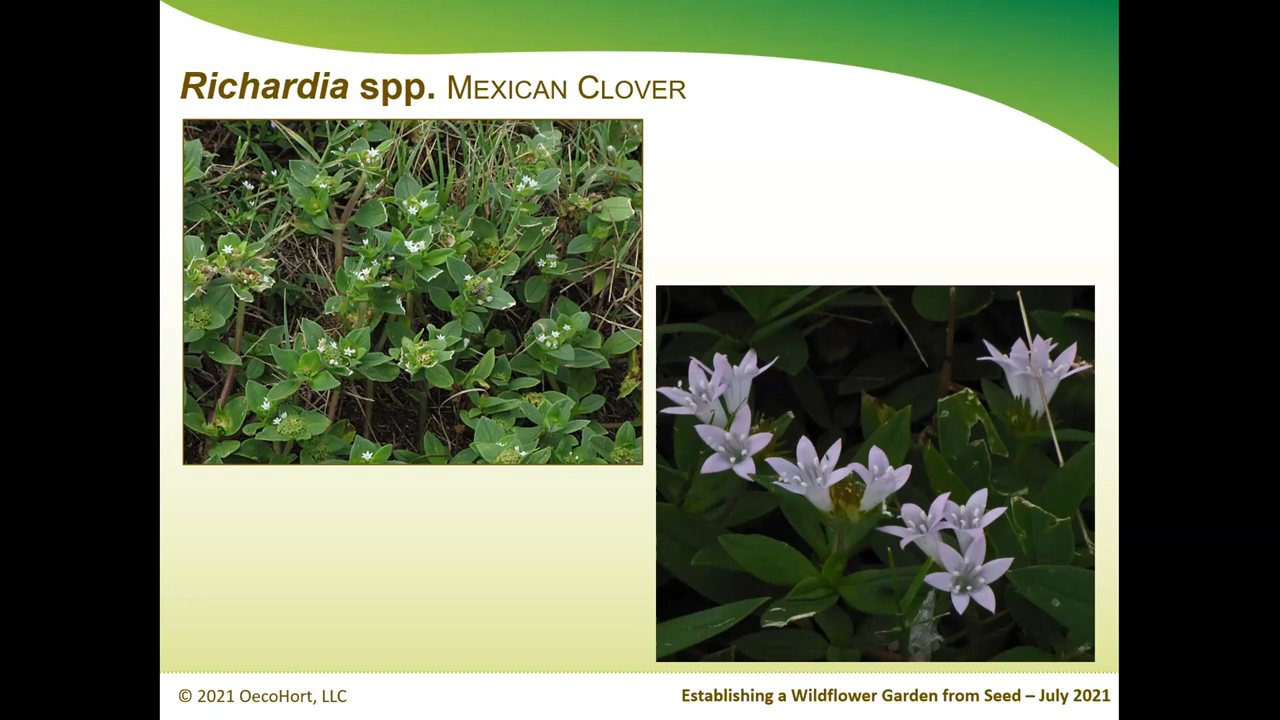 Richardia spp. MEXICAN CLOVER
© 2021 OecoHort, LLC
Establishing a Wildflower Garden from Seed – July 2021